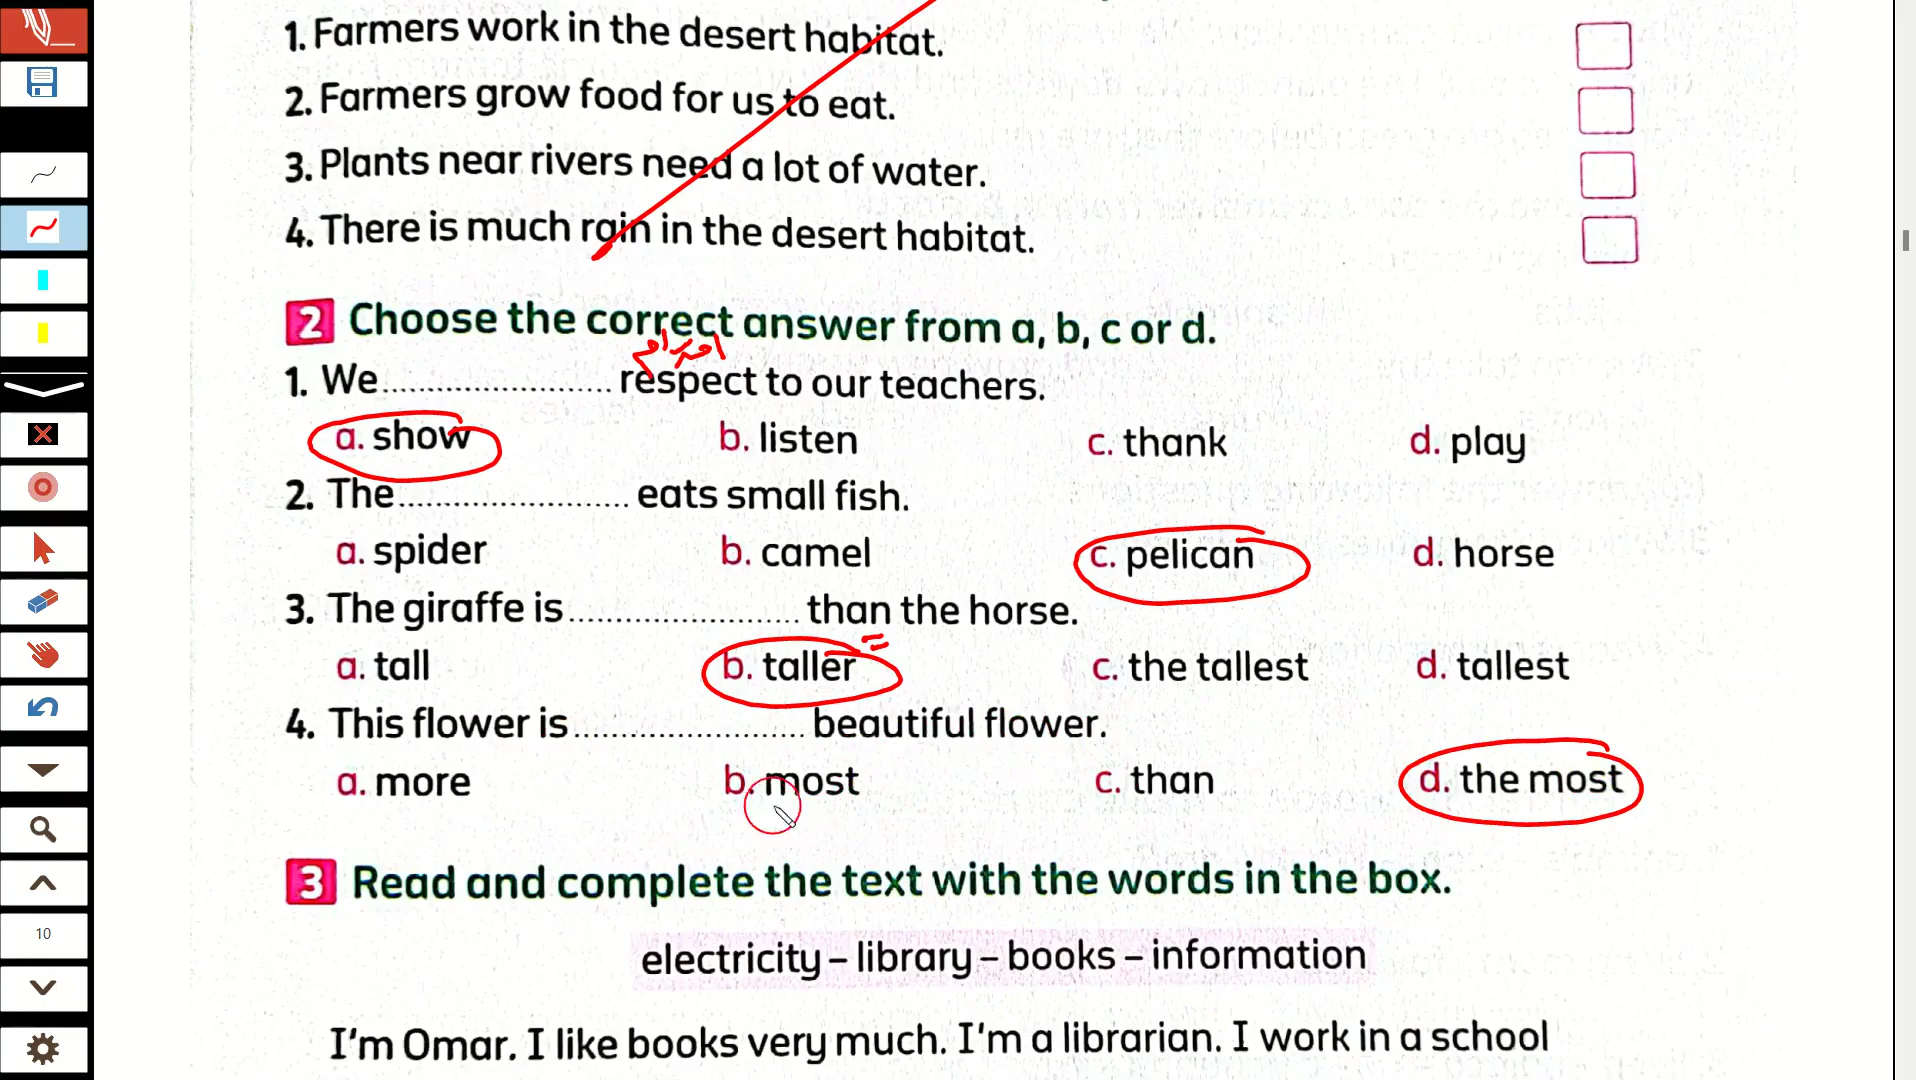 1. Farmers work in the desert habitat.
2. Farmers grow food for us to eat.
3. Plants near rivers need a lot of water.
4. There is much rain in the desert habitat.
2 Choose the correct answer from a, b, c or d.
احترام
1. We ........................ respect to our teachers.
a. show b. listen c. thank d. play
2. The ........................ eats small fish.
a. spider b. camel c. pelican d. horse
3. The giraffe is ........................ than the horse.
a. tall b. taller c. the tallest d. tallest
4. This flower is ........................ beautiful flower.
a. more b. most c. than d. the most
3 Read and complete the text with the words in the box.
electricity – library – books – information
I'm Omar. I like books very much. I'm a librarian. I work in a school
10